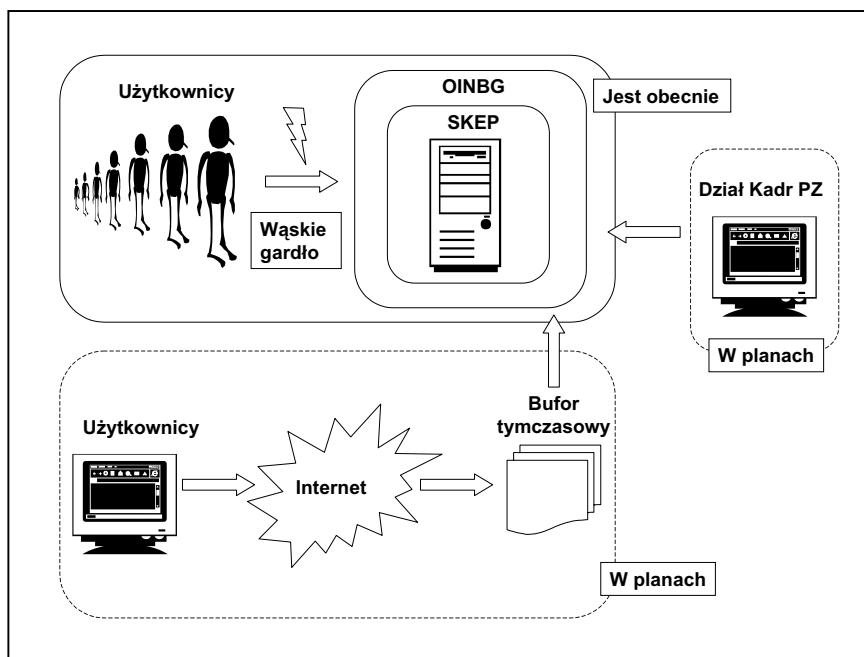 Użytkownicy
OINBG
SKEP
Jest obecnie
Wąskie
gardło
Dział Kadr PZ
W planach
Użytkownicy
Internet
Bufor
tymczasowy
W planach